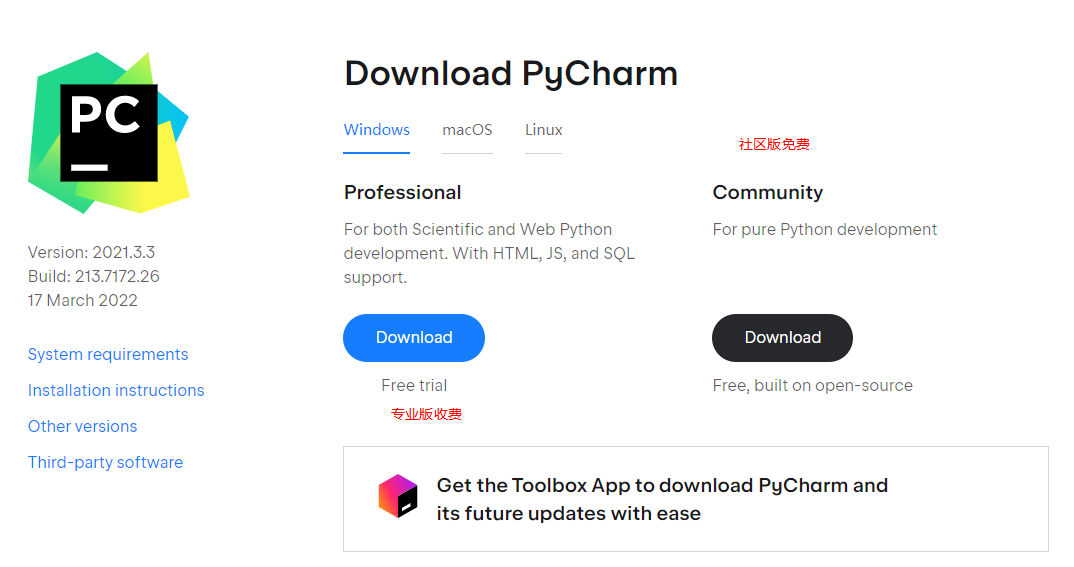 PC
Version: 2021.3.3
Build: 213.7172.26
17 March 2022
System requirements
Installation instructions
Other versions
Third-party software
Download PyCharm
Windows
macOS
Linux
Professional
For both Scientific and Web Python
development. With HTML, JS, and SQL
support.
Download
Free trial
专业版收费
社区版免费
Community
For pure Python development
Download
Free, built on open-source
Get the Toolbox App to download PyCharm and
its future updates with ease